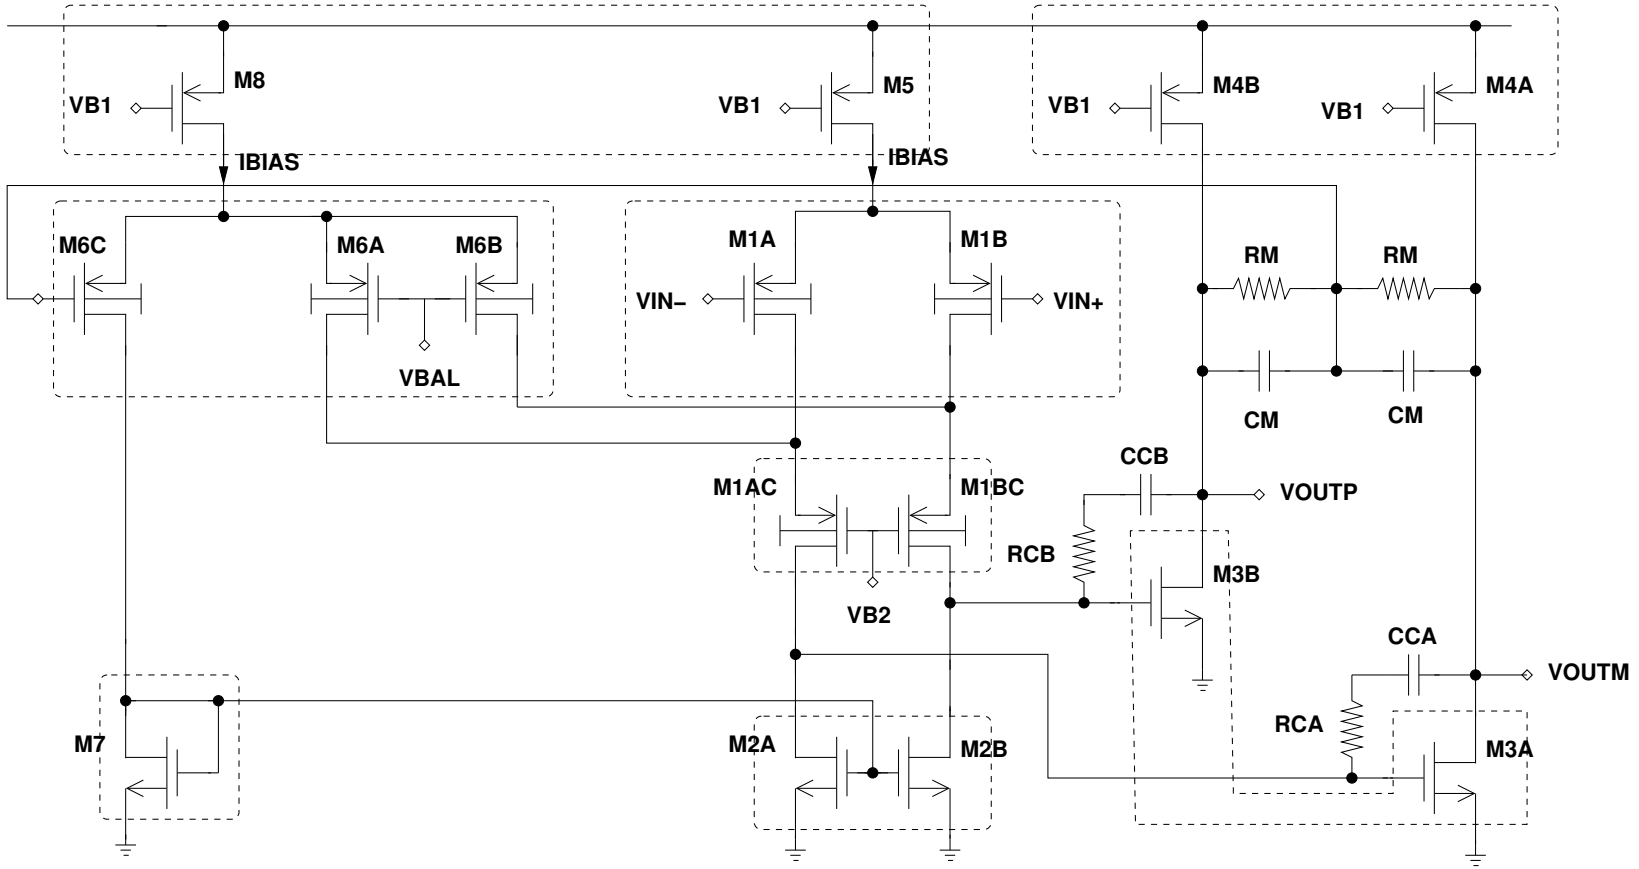 M8
M5
M4B
M4A
VB1
VB1
VB1
VB1
IBIAS
IBIAS
M6C
M6A
M6B
M1A
M1B
RM
RM
VIN–
VIN+
VBAL
CM
CM
CCB
M1AC
M1BC
VOUTP
RCB
M3B
VB2
CCA
VOUTM
RCA
M7
M2A
M2B
M3A